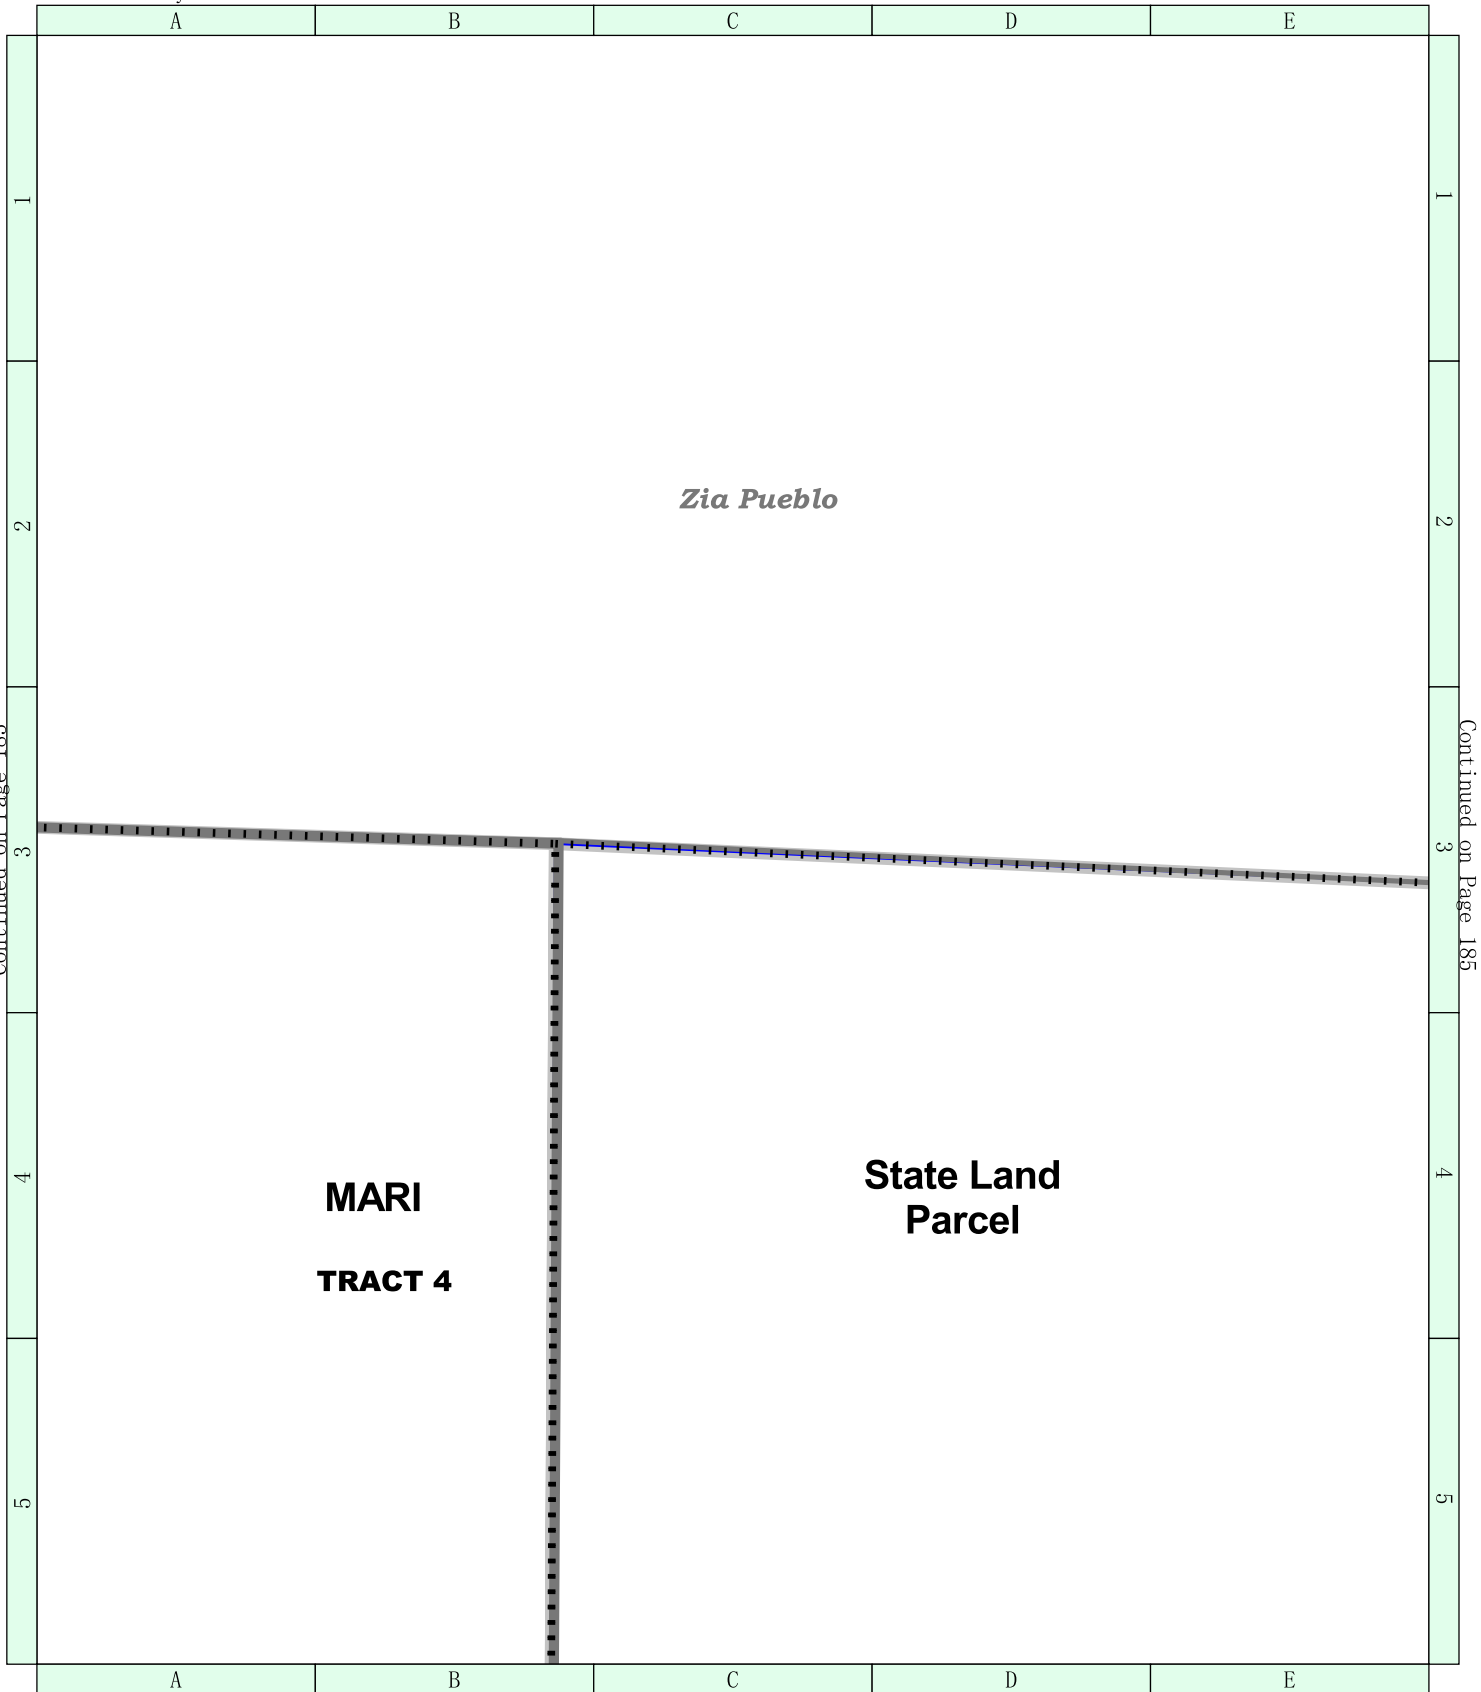 A B C D E
1 1
2 2
Zia Pueblo
3 3
Continued on Page 185
4 4
MARI
State Land
Parcel
TRACT 4
5 5
A B C D E